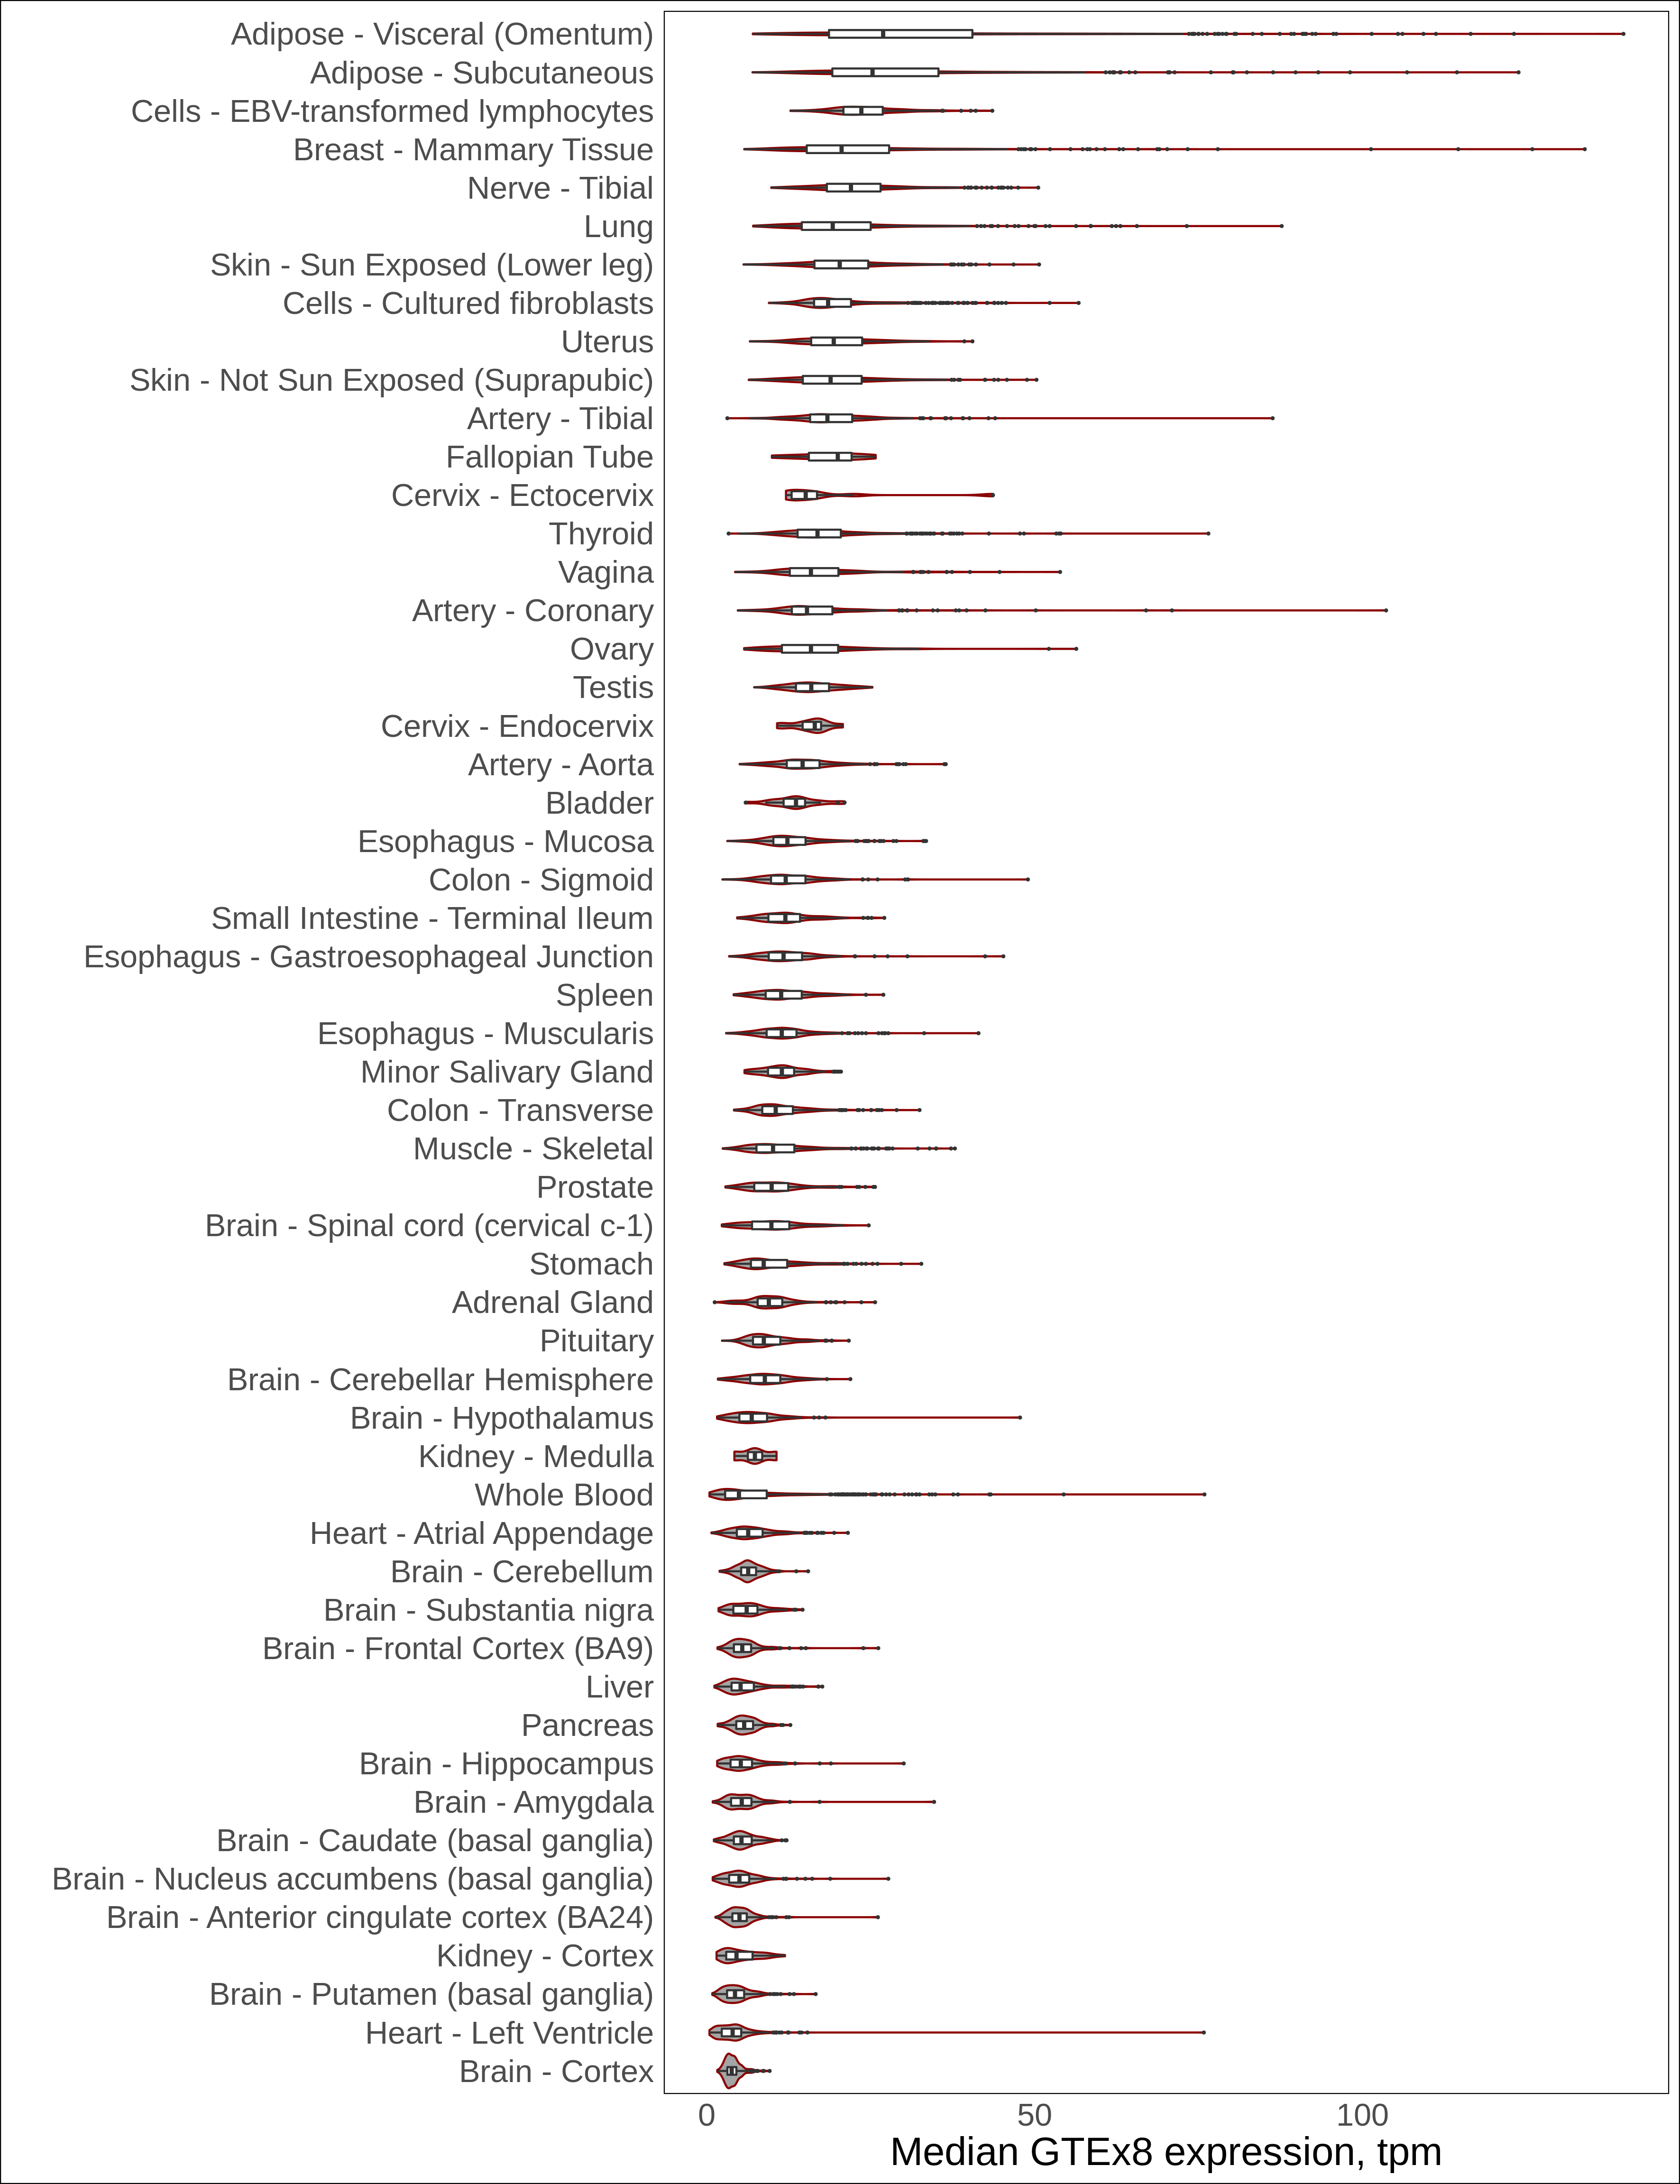 Adipose - Visceral (Omentum)
Adipose - Subcutaneous
Cells - EBV-transformed lymphocytes
Breast - Mammary Tissue
Nerve - Tibial
Lung
Skin - Sun Exposed (Lower leg)
Cells - Cultured fibroblasts
Uterus
Skin - Not Sun Exposed (Suprapubic)
Artery - Tibial
Fallopian Tube
Cervix - Ectocervix
Thyroid
Vagina
Artery - Coronary
Ovary
Testis
Cervix - Endocervix
Artery - Aorta
Bladder
Esophagus - Mucosa
Colon - Sigmoid
Small Intestine - Terminal Ileum
Esophagus - Gastroesophageal Junction
Spleen
Esophagus - Muscularis
Minor Salivary Gland
Colon - Transverse
Muscle - Skeletal
Prostate
Brain - Spinal cord (cervical c-1)
Stomach
Adrenal Gland
Pituitary
Brain - Cerebellar Hemisphere
Brain - Hypothalamus
Kidney - Medulla
Whole Blood
Heart - Atrial Appendage
Brain - Cerebellum
Brain - Substantia nigra
Brain - Frontal Cortex (BA9)
Liver
Pancreas
Brain - Hippocampus
Brain - Amygdala
Brain - Caudate (basal ganglia)
Brain - Nucleus accumbens (basal ganglia)
Brain - Anterior cingulate cortex (BA24)
Kidney - Cortex
Brain - Putamen (basal ganglia)
Heart - Left Ventricle
Brain - Cortex
0 50 100
Median GTEx8 expression, tpm